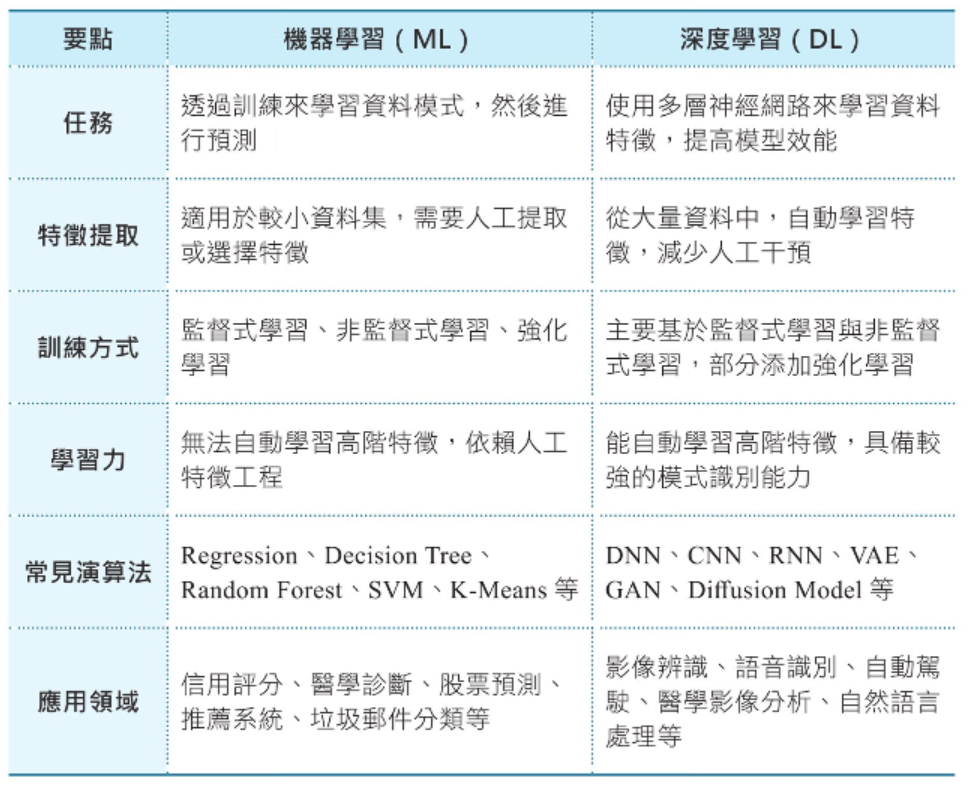 要點
機器學習（ML）
深度學習（DL）
任務
透過訓練來學習資料模式，然後進
行預測
使用多層神經網路來學習資料
特徵，提高模型效能
特徵提取
適用於較小資料集，需要人工提取
或選擇特徵
從大量資料中，自動學習特
徵，減少人工干預
訓練方式
監督式學習、非監督式學習、強化
學習
主要基於監督式學習與非監督
式學習，部分添加強化學習
學習力
無法自動學習高階特徵，依賴人工
特徵工程
能自動學習高階特徵，具備較
強的模式識別能力
常見演算法
Regression、Decision Tree、
Random Forest、SVM、K-Means 等
DNN、CNN、RNN、VAE、
GAN、Diffusion Model 等
應用領域
信用評分、醫學診斷、股票預測、
推薦系統、垃圾郵件分類等
影像辨識、語音識別、自動駕
駛、醫學影像分析、自然語言
處理等